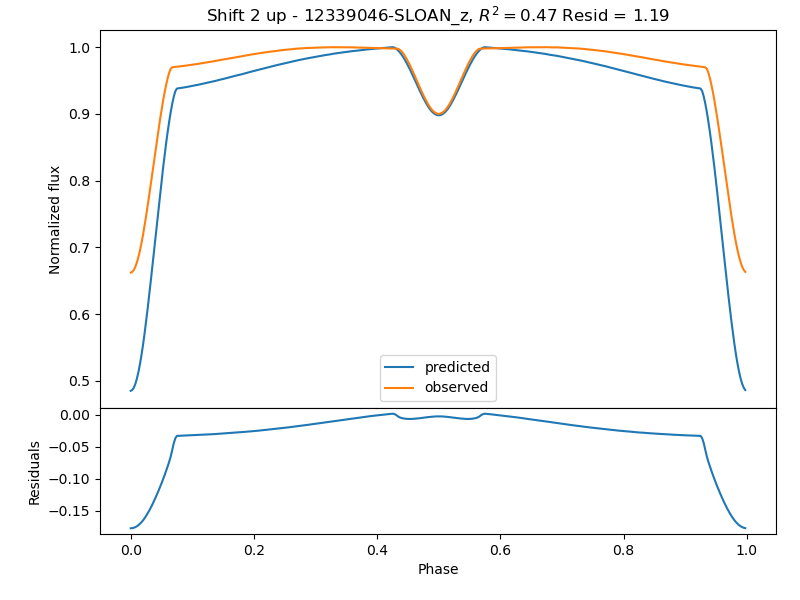 Shift 2 up - 12339046-SLOAN_z, R² = 0.47 Resid = 1.19
Normalized flux
1.0
0.9
0.8
0.7
0.6
0.5
predicted
observed
Residuals
0.00
−0.05
−0.10
−0.15
0.0 0.2 0.4 0.6 0.8 1.0
Phase